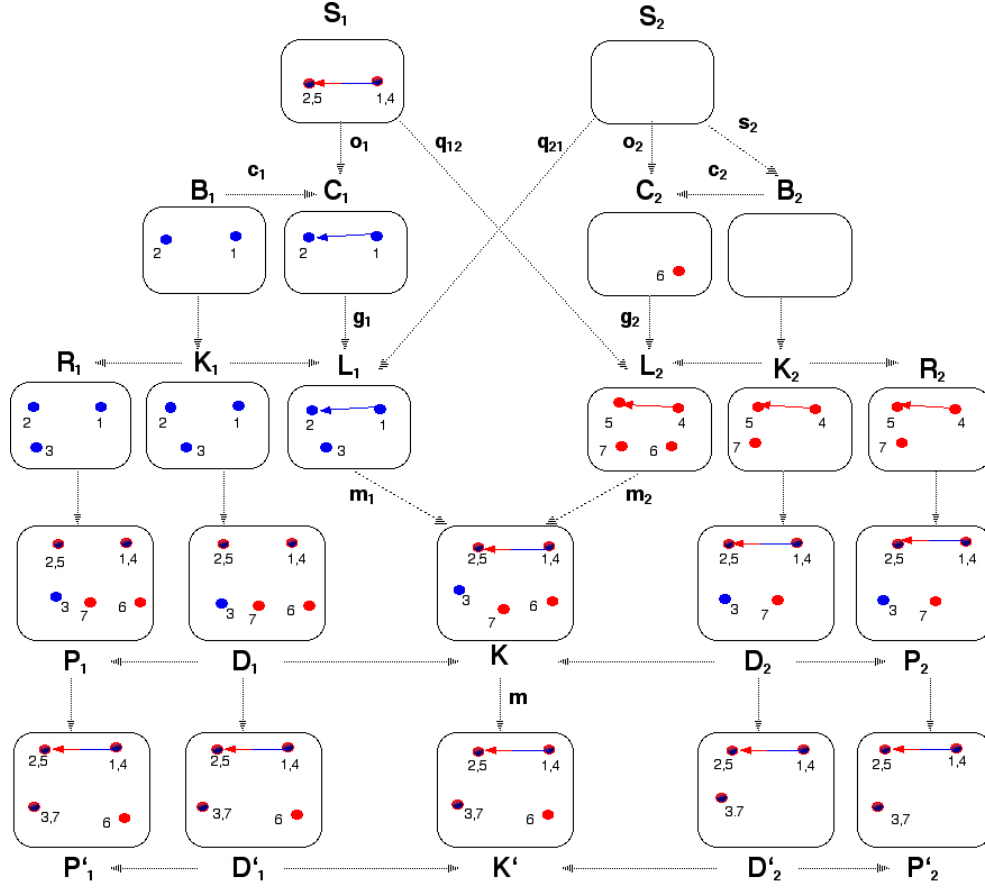 S1 S2
2,5 1,4
o1 q12 q21 o2 s2
c1 c2
B1 C1 C2 B2
2 1 2 1 6
g1 g2
R1 K1 L1 L2 K2 R2
2 1 2 1 2 1 5 4 5 4 5 4
3 3 3 7 6 7 7
m1 m2
2,5 1,4 2,5 1,4 2,5 1,4 2,5 1,4 2,5 1,4
3 7 6 3 7 6 3 7 6 3 7 3 7
P1 D1 K D2 P2
m
2,5 1,4 2,5 1,4 2,5 1,4 2,5 1,4 2,5 1,4
3,7 6 3,7 6 3,7 6 3.7 3,7
P'1 D'1 K' D'2 P'2